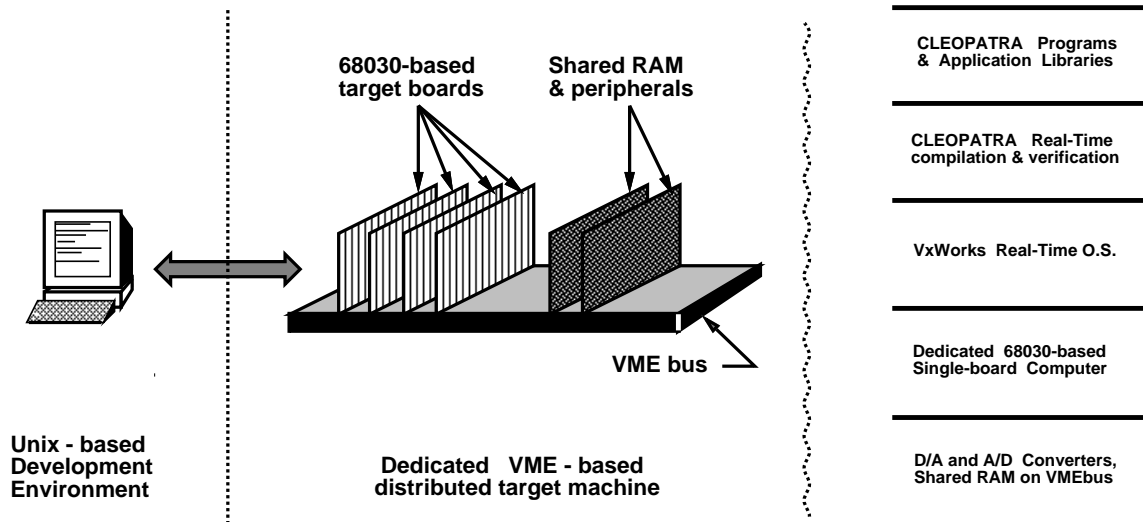 68030-based
target boards
Shared RAM
& peripherals
VME bus
Unix - based
Development
Environment
Dedicated VME - based
distributed target machine
CLEOPATRA Programs
& Application Libraries
CLEOPATRA Real-Time
compilation & verification
VxWorks Real-Time O.S.
Dedicated 68030-based
Single-board Computer
D/A and A/D Converters,
Shared RAM on VMEbus